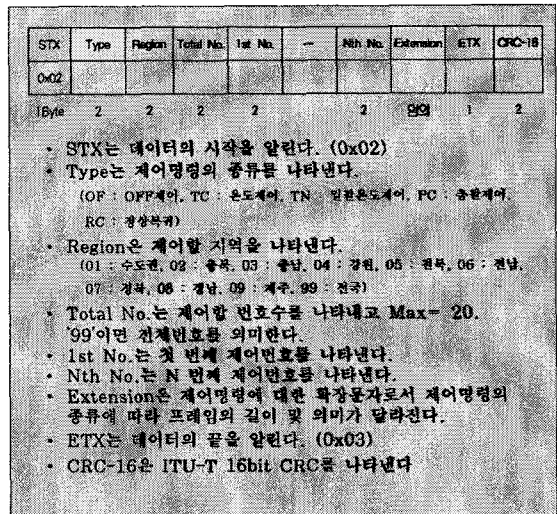 STX Type Region Total No. 1st No. — Nth No. Extension ETX CRC-16
0x02
1Byte 2 2 2 2 2 임의 1 2
· STX는 데이터의 시작을 알린다. (0x02)
· Type는 제어명령의 종류를 나타낸다.
(OF : OFF제어, TC : 온도제어, TN : 일괄온도제어, PC : 총괄제어,
RC : 정상복귀)
· Region은 제어할 지역을 나타낸다.
(01 : 수도권, 02 : 충북, 03 : 충남, 04 : 강원, 05 : 전북, 06 : 전남,
07 : 경북, 08 : 경남, 09 : 제주, 99 : 전국)
· Total No.는 제어할 번호수를 나타내고 Max= 20.
'99'이면 전체번호를 의미한다.
· 1st No.는 첫 번째 제어번호를 나타낸다.
· Nth No.는 N 번째 제어번호를 나타낸다.
· Extension은 제어명령에 대한 확장문자로서 제어명령의
종류에 따라 프레임의 길이 및 의미가 달라진다.
· ETX는 데이터의 끝을 알린다. (0x03)
· CRC-16은 ITU-T 16bit CRC를 나타낸다